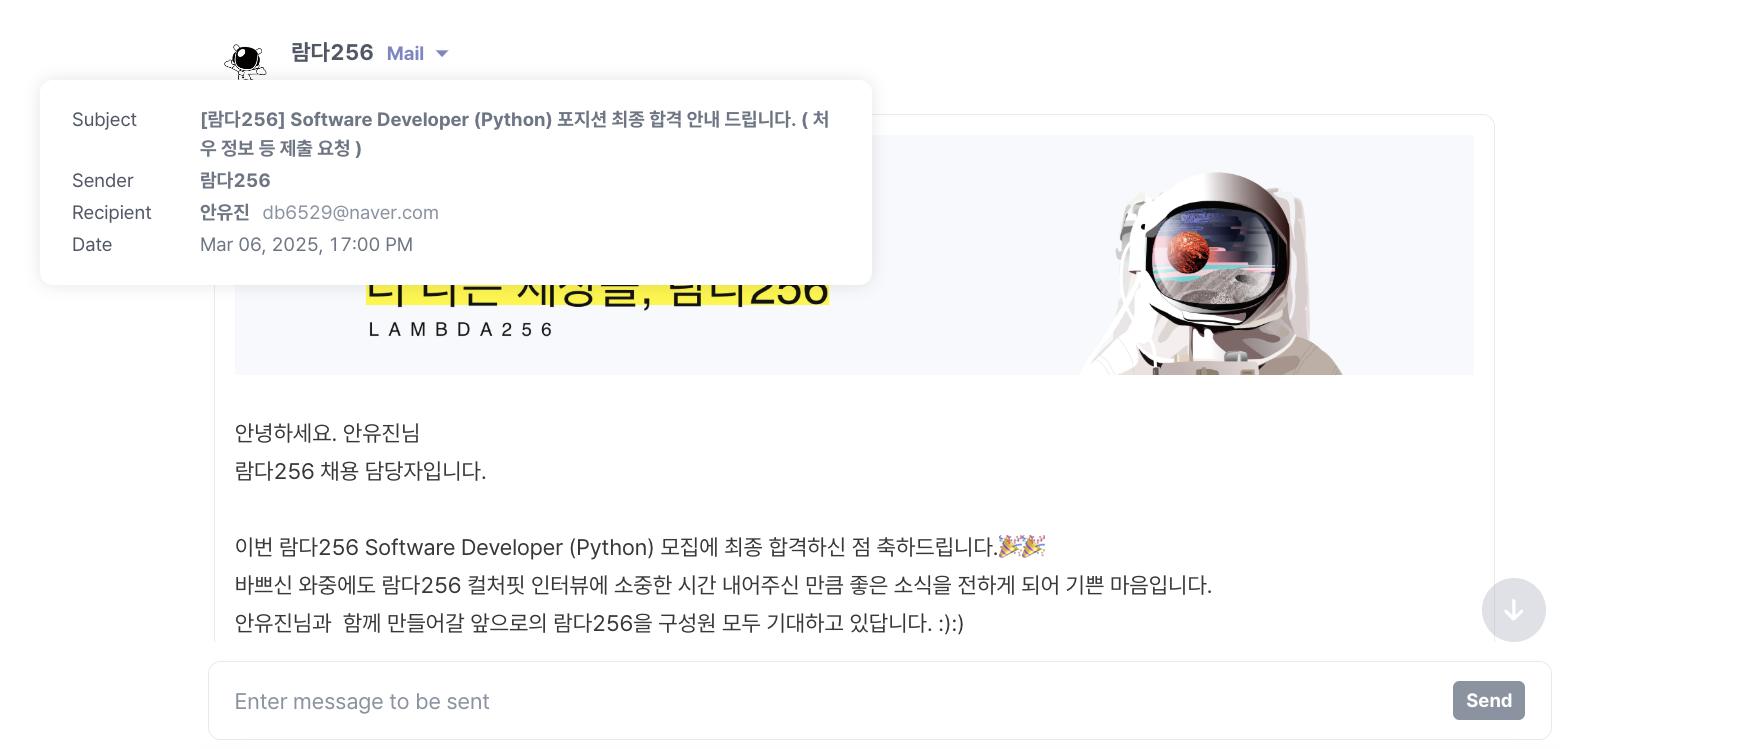 람다256 Mail
Subject [람다256] Software Developer (Python) 포지션 최종 합격 안내 드립니다. ( 처
우 정보 등 제출 요청 )
Sender 람다256
Recipient 안유진 db6529@naver.com
Date Mar 06, 2025, 17:00 PM
세상을, 람다256
LAMBDA256
안녕하세요. 안유진님
람다256 채용 담당자입니다.
이번 람다256 Software Developer (Python) 모집에 최종 합격하신 점 축하드립니다.🎉🎉
바쁘신 와중에도 람다256 컬처핏 인터뷰에 소중한 시간 내어주신 만큼 좋은 소식을 전하게 되어 기쁜 마음입니다.
안유진님과  함께 만들어갈 앞으로의 람다256을 구성원 모두 기대하고 있답니다. :):)
Enter message to be sent
Send